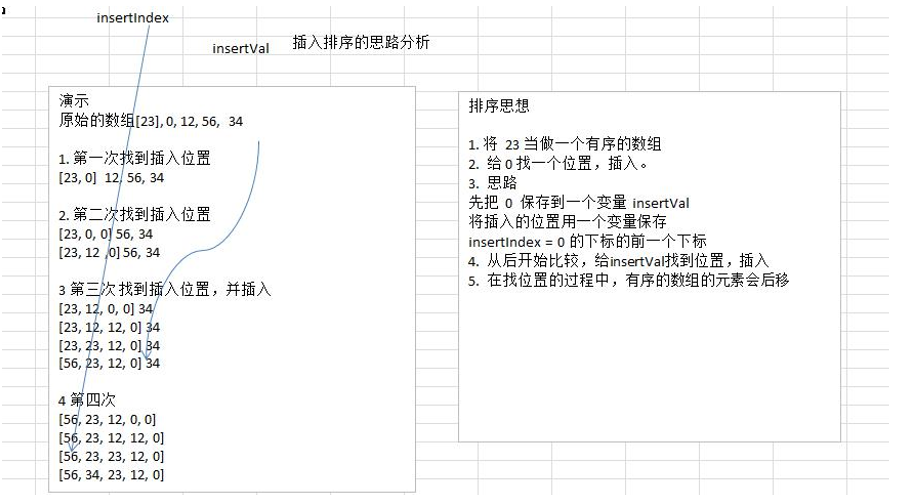 insertIndex
insertVal
插入排序的思路分析
演示
原始的数组[23], 0, 12, 56, 34
1. 第一次找到插入位置
[23, 0] 12, 56, 34
2. 第二次找到插入位置
[23, 0, 0] 56, 34
[23, 12 ,0] 56, 34
3 第三次 找到插入位置，并插入
[23, 12, 0, 0] 34
[23, 12, 12, 0] 34
[23, 23, 12, 0] 34
[56, 23, 12, 0] 34
4 第四次
[56, 23, 12, 0, 0]
[56, 23, 12, 12, 0]
[56, 23, 23, 12, 0]
[56, 34, 23, 12, 0]
排序思想
1. 将 23 当做一个有序的数组
2. 给 0 找一个位置，插入。
3. 思路
先把 0 保存到一个变量 insertVal
将插入的位置用一个变量保存
insertIndex = 0 的下标的前一个下标
4. 从后开始比较，给insertVal找到位置，插入
5. 在找位置的过程中，有序的数组的元素会后移